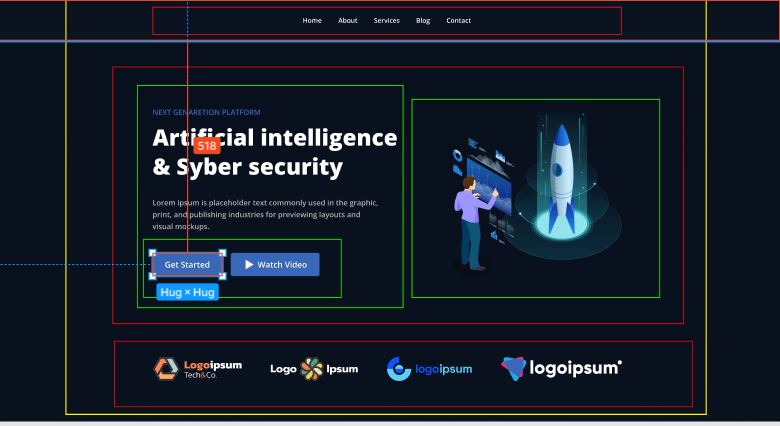 Home About Services Blog Contact
NEXT GENARETION PLATFORM
Artificial intelligence
& Syber security
518
Lorem ipsum is placeholder text commonly used in the graphic,
print, and publishing industries for previewing layouts and
visual mockups.
Get Started Watch Video
Hug × Hug
Logoipsum
Tech&Co.
Logo Ipsum
logoipsum
logoipsum